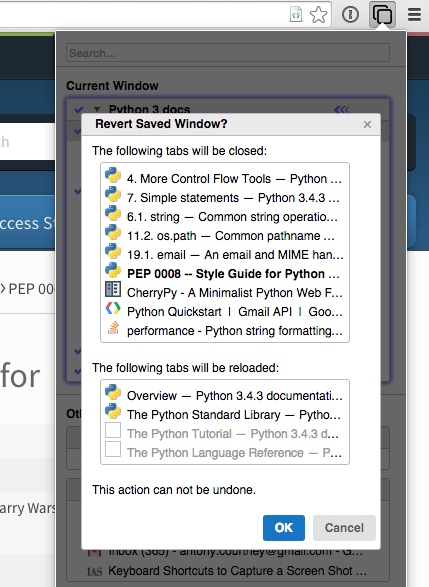 Search...
Current Window
Python 3 docs
Revert Saved Window?
×
The following tabs will be closed:
4. More Control Flow Tools — Python ...
7. Simple statements — Python 3.4.3 ...
6.1. string — Common string operatio...
11.2. os.path — Common pathname ...
19.1. email — An email and MIME han...
PEP 0008 -- Style Guide for Python ...
CherryPy - A Minimalist Python Web F...
Python Quickstart | Gmail API | Goo...
performance - Python string formatting...
The following tabs will be reloaded:
Overview — Python 3.4.3 documentati...
The Python Standard Library — Pytho...
The Python Tutorial — Python 3.4.3 d...
The Python Language Reference — P...
This action can not be undone.
OK
Cancel
h
ccess St
PEP 00
for
arry Wars
Ot
Inbox (365) - antony.courtney@gmail.com - G...
IAS Keyboard Shortcuts to Capture a Screen Shot ...